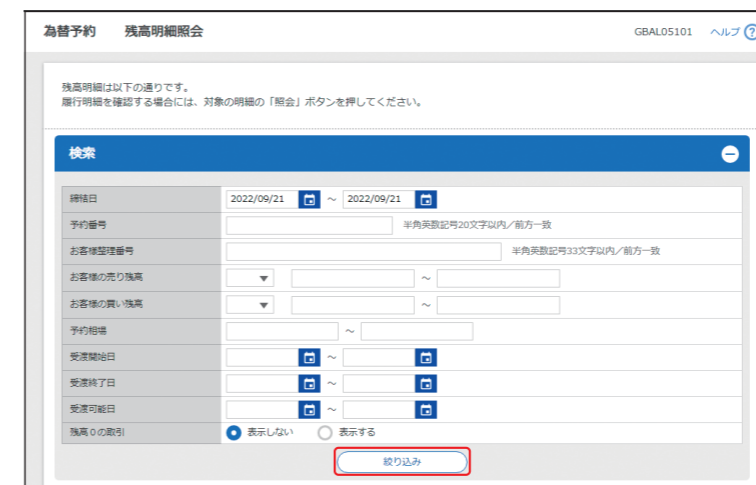 為替予約 残高明細照会 GBAL05101 ヘルプ ?
残高明細は以下の通りです。
履行明細を確認する場合には、対象の明細の「照会」ボタンを押してください。
検索
締結日 2022/09/21 ～ 2022/09/21
予約番号 半角英数記号20文字以内／前方一致
お客様整理番号 半角英数記号33文字以内／前方一致
お客様の売り残高 ～
お客様の買い残高 ～
予約相場 ～
受渡開始日 ～
受渡終了日 ～
受渡可能日 ～
残高０の取引 表示しない 表示する
絞り込み